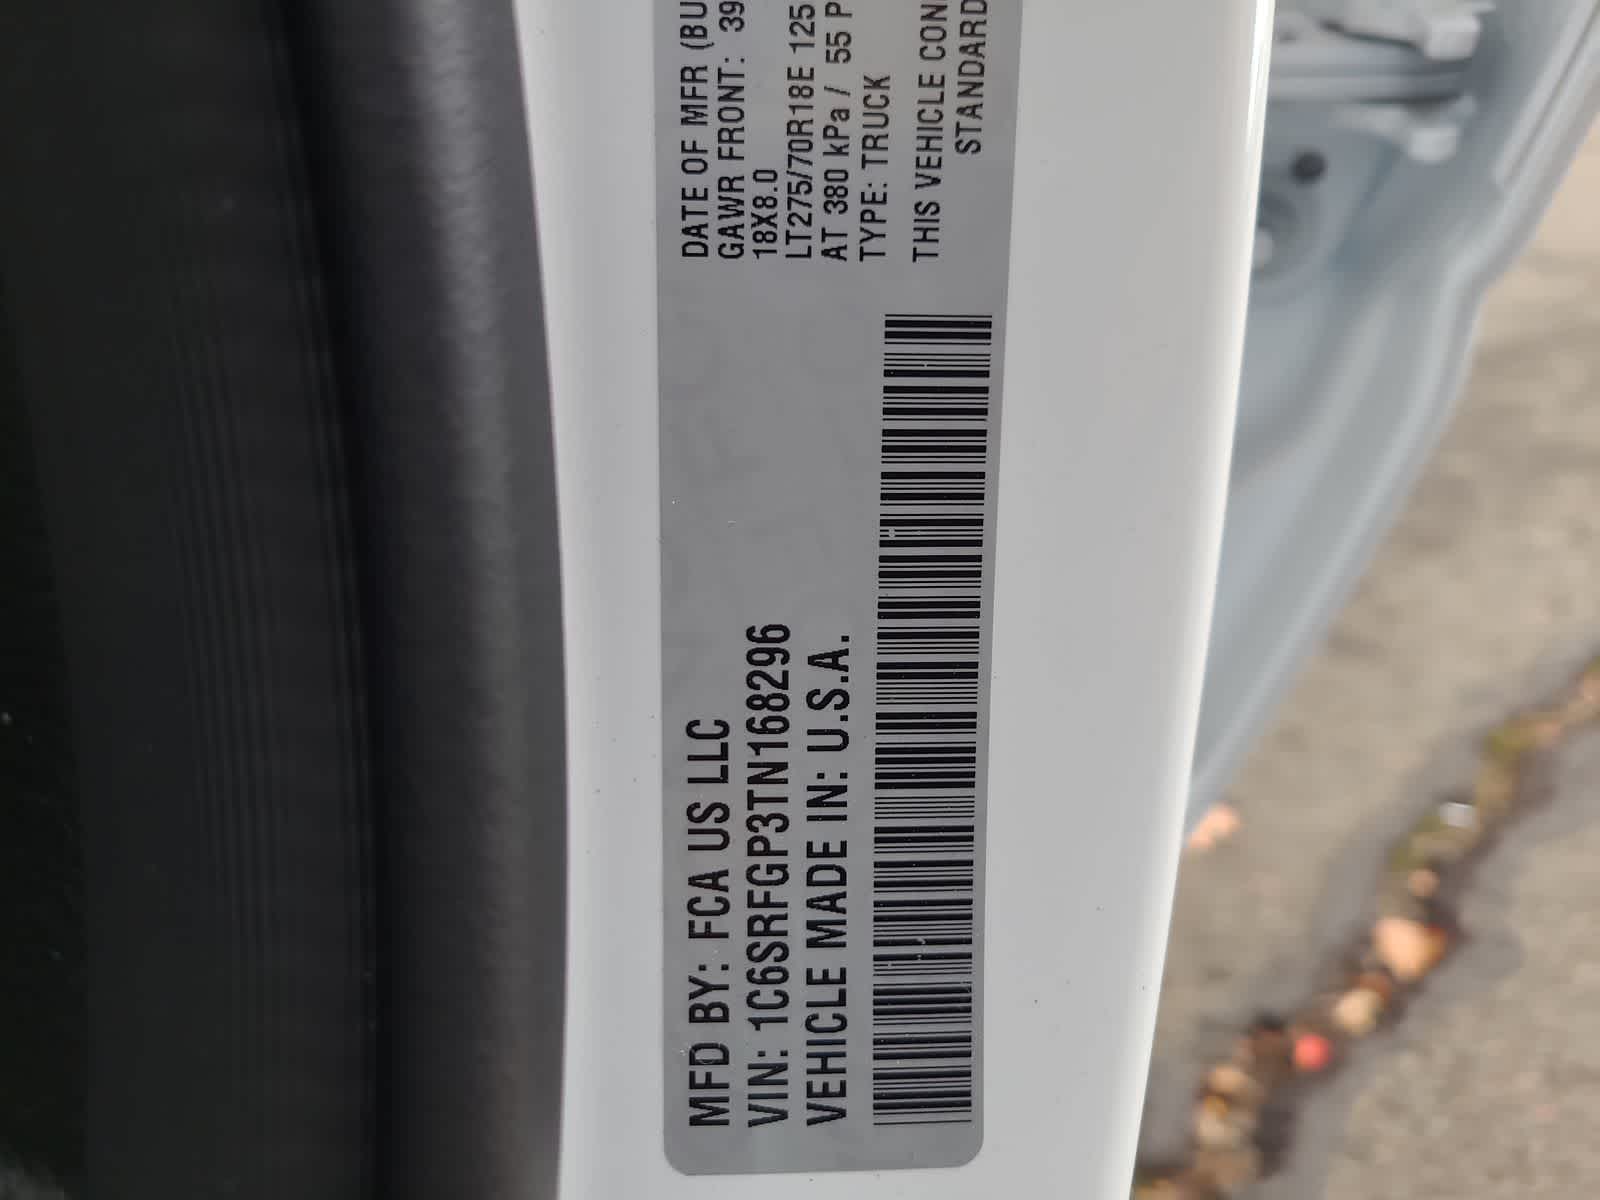 MFD BY: FCA US LLC
VIN: 1C6SRFGP3TN168296
VEHICLE MADE IN: U.S.A.
DATE OF MFR (BU
GAWR FRONT: 39
18X8.0
LT275/70R18E 125
AT 380 kPa / 55 P
TYPE: TRUCK
THIS VEHICLE CON
STANDARD